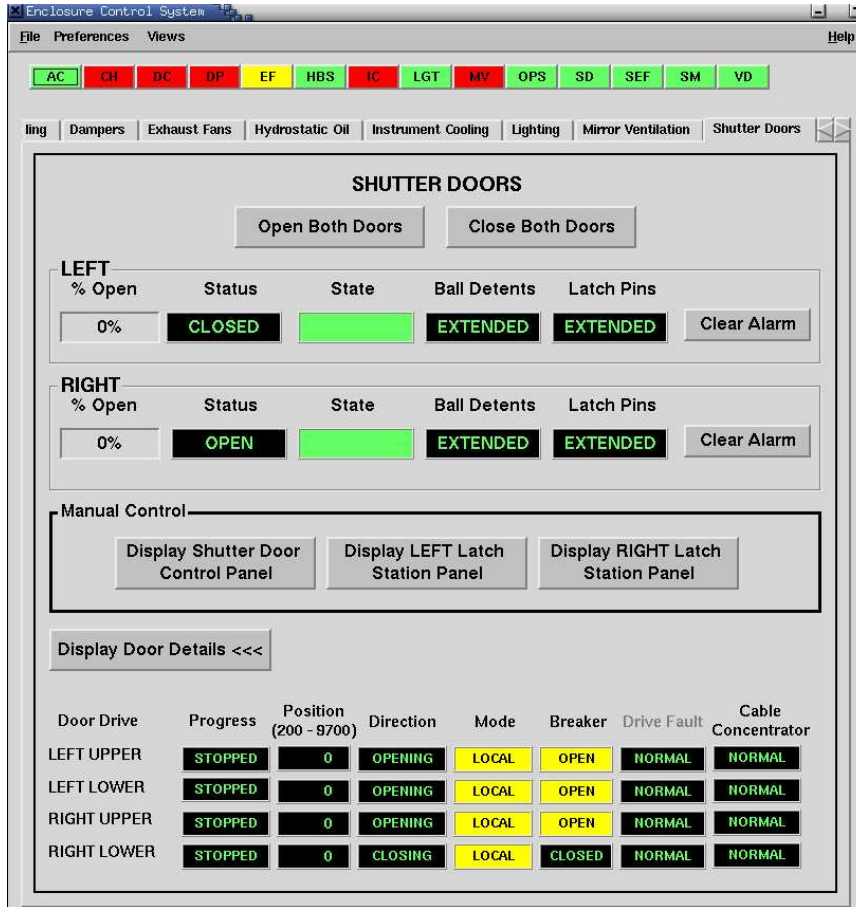 Enclosure Control System
File Preferences Views Help
AC CH DC DP EF HBS IC LGT MV OPS SD SEF SM VD
ling Dampers Exhaust Fans Hydrostatic Oil Instrument Cooling Lighting Mirror Ventilation Shutter Doors
SHUTTER DOORS
Open Both Doors Close Both Doors
LEFT
% Open Status State Ball Detents Latch Pins
0% CLOSED EXTENDED EXTENDED Clear Alarm
RIGHT
% Open Status State Ball Detents Latch Pins
0% OPEN EXTENDED EXTENDED Clear Alarm
Manual Control
Display Shutter Door Display LEFT Latch Display RIGHT Latch
Control Panel Station Panel Station Panel
Display Door Details <<<
Position Cable
Door Drive Progress (200 - 9700) Direction Mode Breaker Drive Fault Concentrator
LEFT UPPER STOPPED 0 OPENING LOCAL OPEN NORMAL NORMAL
LEFT LOWER STOPPED 0 OPENING LOCAL OPEN NORMAL NORMAL
RIGHT UPPER STOPPED 0 OPENING LOCAL OPEN NORMAL NORMAL
RIGHT LOWER STOPPED 0 CLOSING LOCAL CLOSED NORMAL NORMAL